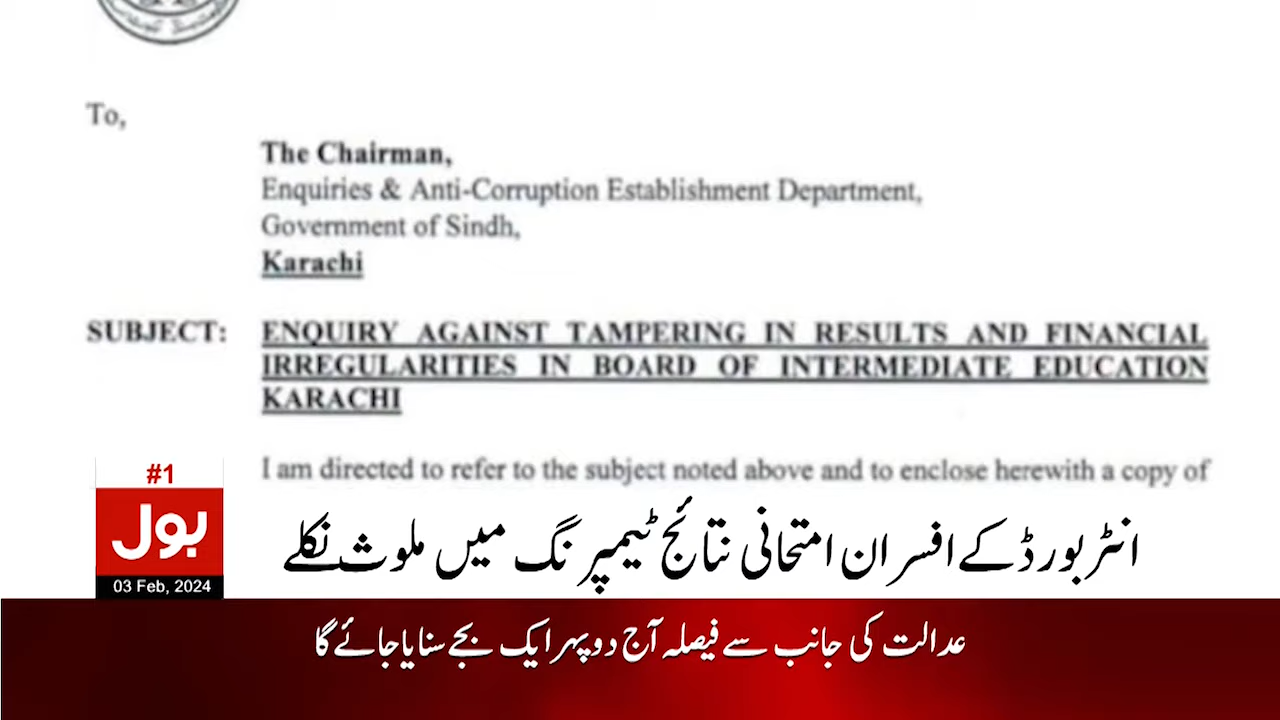 To,
The Chairman,
Enquiries & Anti-Corruption Establishment Department,
Government of Sindh,
Karachi
SUBJECT: ENQUIRY AGAINST TAMPERING IN RESULTS AND FINANCIAL
IRREGULARITIES IN BOARD OF INTERMEDIATE EDUCATION
KARACHI
I am directed to refer to the subject noted above and to enclose herewith a copy of
#1
بول
03 Feb, 2024
انٹر بورڈ کے افسران امتحانی نتائج ٹیمپرنگ میں ملوث نکلے
عدالت کی جانب سے فیصلہ آج دوپہر ایک بجے سنایا جائے گا